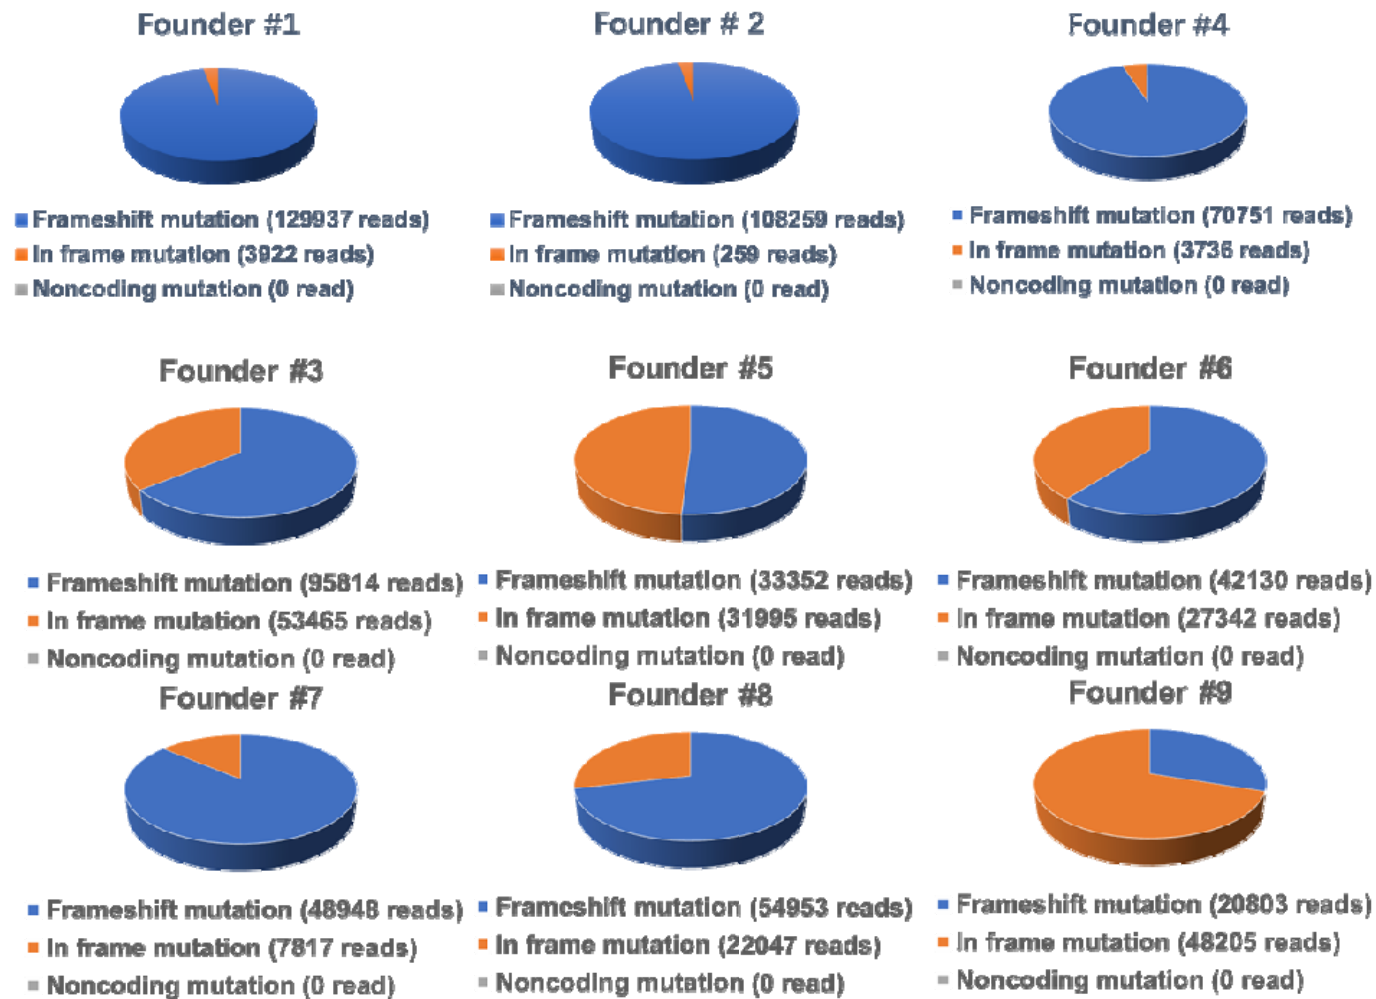 Founder #1
Frameshift mutation (129937 reads)
In frame mutation (3922 reads)
Noncoding mutation (0 read)
Founder # 2
Frameshift mutation (108259 reads)
In frame mutation (259 reads)
Noncoding mutation (0 read)
Founder #4
Frameshift mutation (70751 reads)
In frame mutation (3736 reads)
Noncoding mutation (0 read)
Founder #3
Frameshift mutation (95814 reads)
In frame mutation (53465 reads)
Noncoding mutation (0 read)
Founder #5
Frameshift mutation (33352 reads)
In frame mutation (31995 reads)
Noncoding mutation (0 read)
Founder #6
Frameshift mutation (42130 reads)
In frame mutation (27342 reads)
Noncoding mutation (0 read)
Founder #7
Frameshift mutation (48948 reads)
In frame mutation (7817 reads)
Noncoding mutation (0 read)
Founder #8
Frameshift mutation (54953 reads)
In frame mutation (22047 reads)
Noncoding mutation (0 read)
Founder #9
Frameshift mutation (20803 reads)
In frame mutation (48205 reads)
Noncoding mutation (0 read)